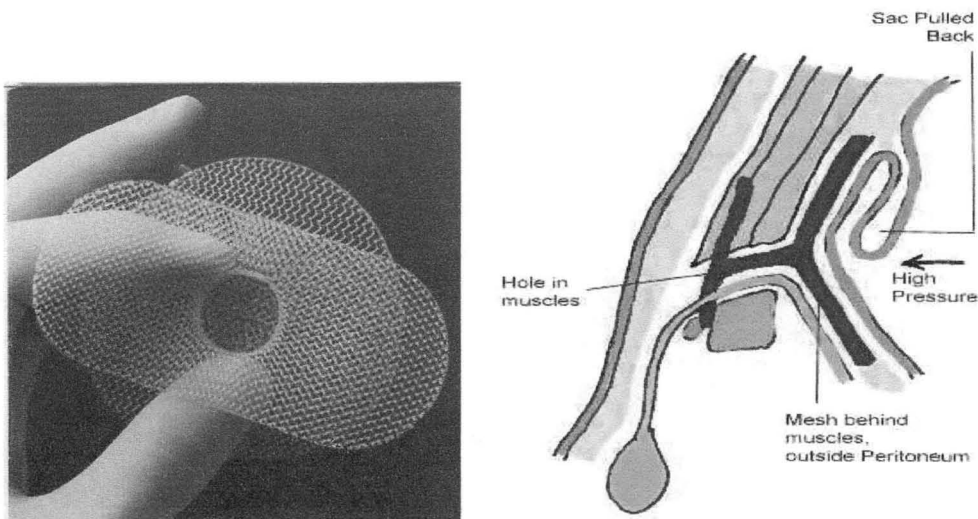 Sac Pulled
Back
Hole in
muscles
High
Pressure
Mesh behind
muscles,
outside Peritoneum